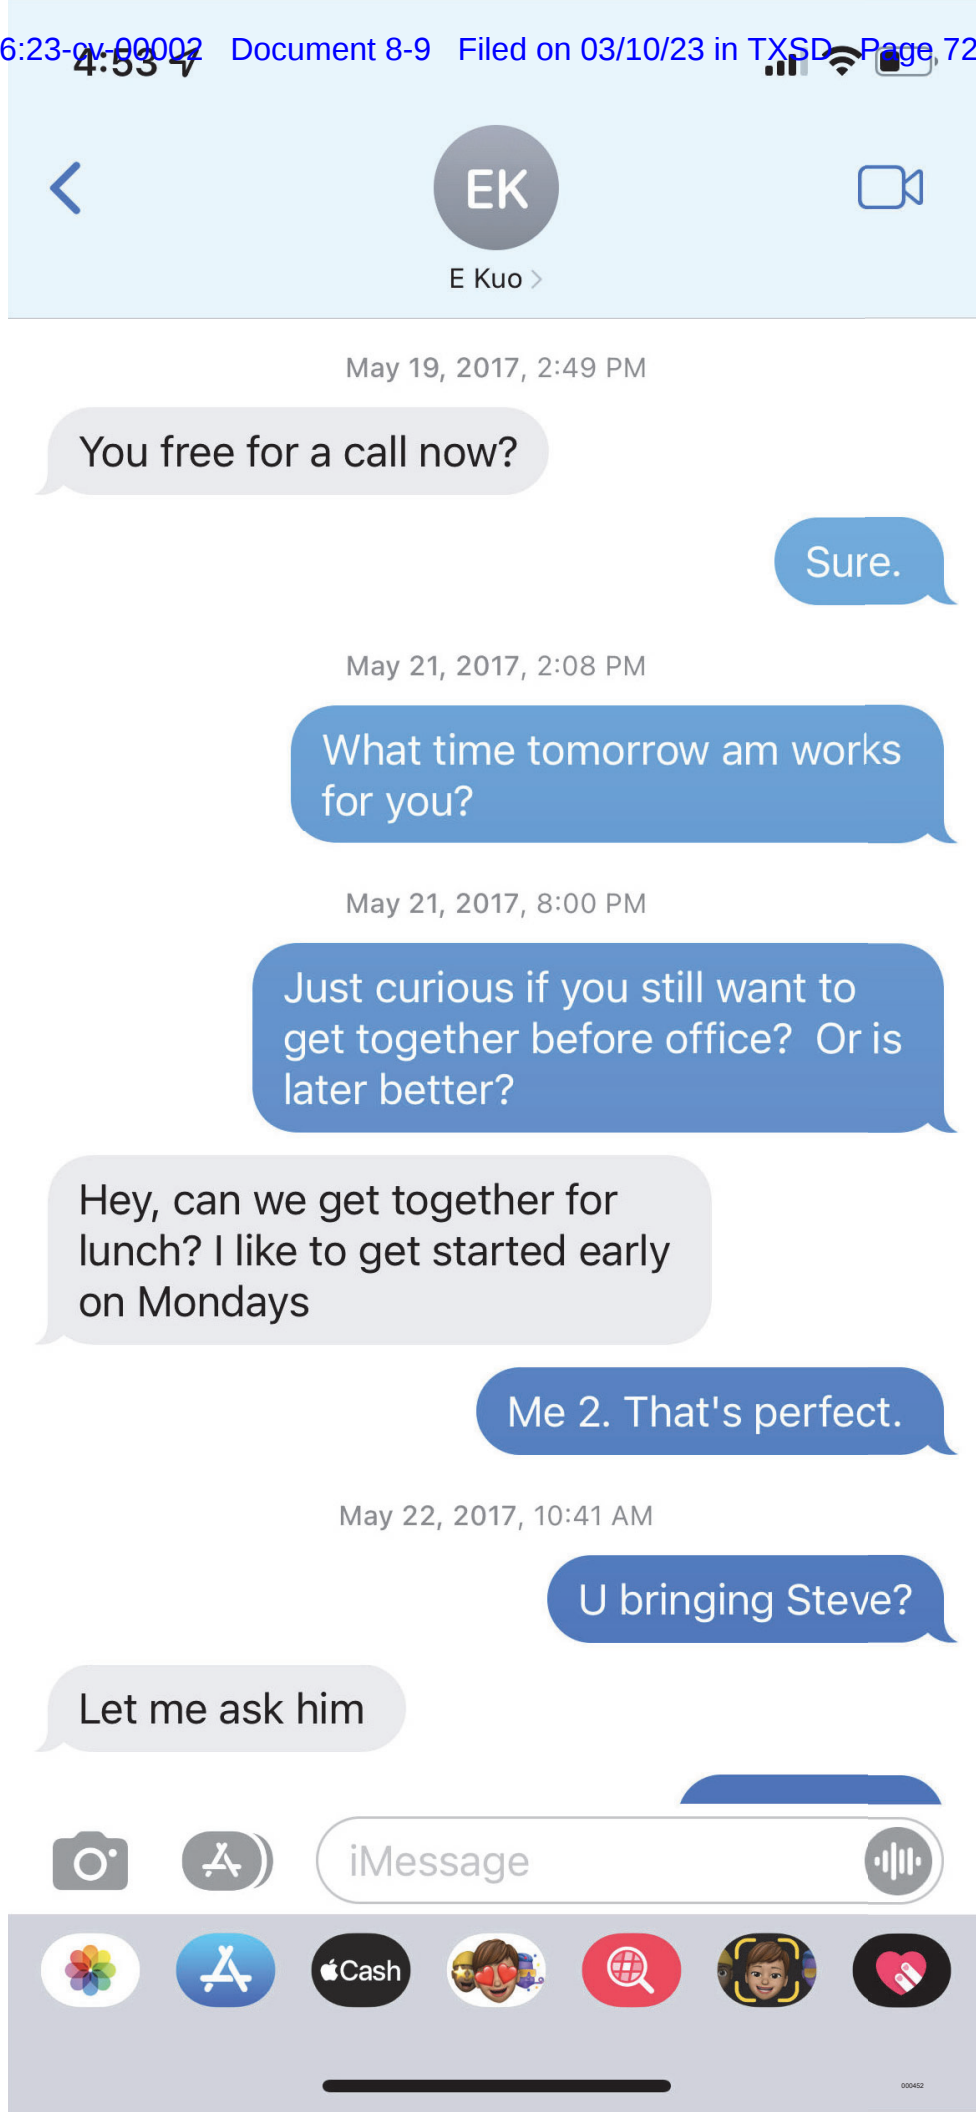 6:23-cv-00002 Document 8-9 Filed on 03/10/23 in TXSD Page 72
4:53
EK
E Kuo
May 19, 2017, 2:49 PM
You free for a call now?
Sure.
May 21, 2017, 2:08 PM
What time tomorrow am works
for you?
May 21, 2017, 8:00 PM
Just curious if you still want to
get together before office? Or is
later better?
Hey, can we get together for
lunch? I like to get started early
on Mondays
Me 2. That's perfect.
May 22, 2017, 10:41 AM
U bringing Steve?
Let me ask him
iMessage
Cash
000452